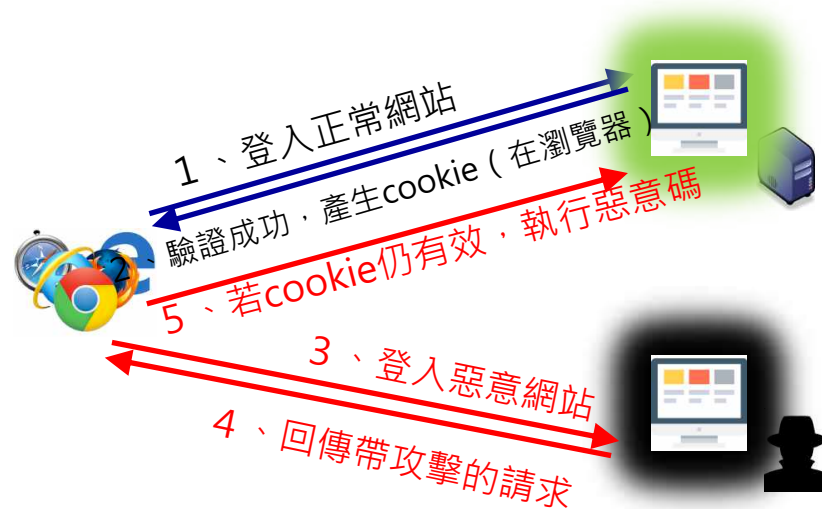 1、登入正常網站
2、驗證成功，產生cookie（在瀏覽器）
5、若cookie仍有效，執行惡意碼
3、登入惡意網站
4、回傳帶攻擊的請求